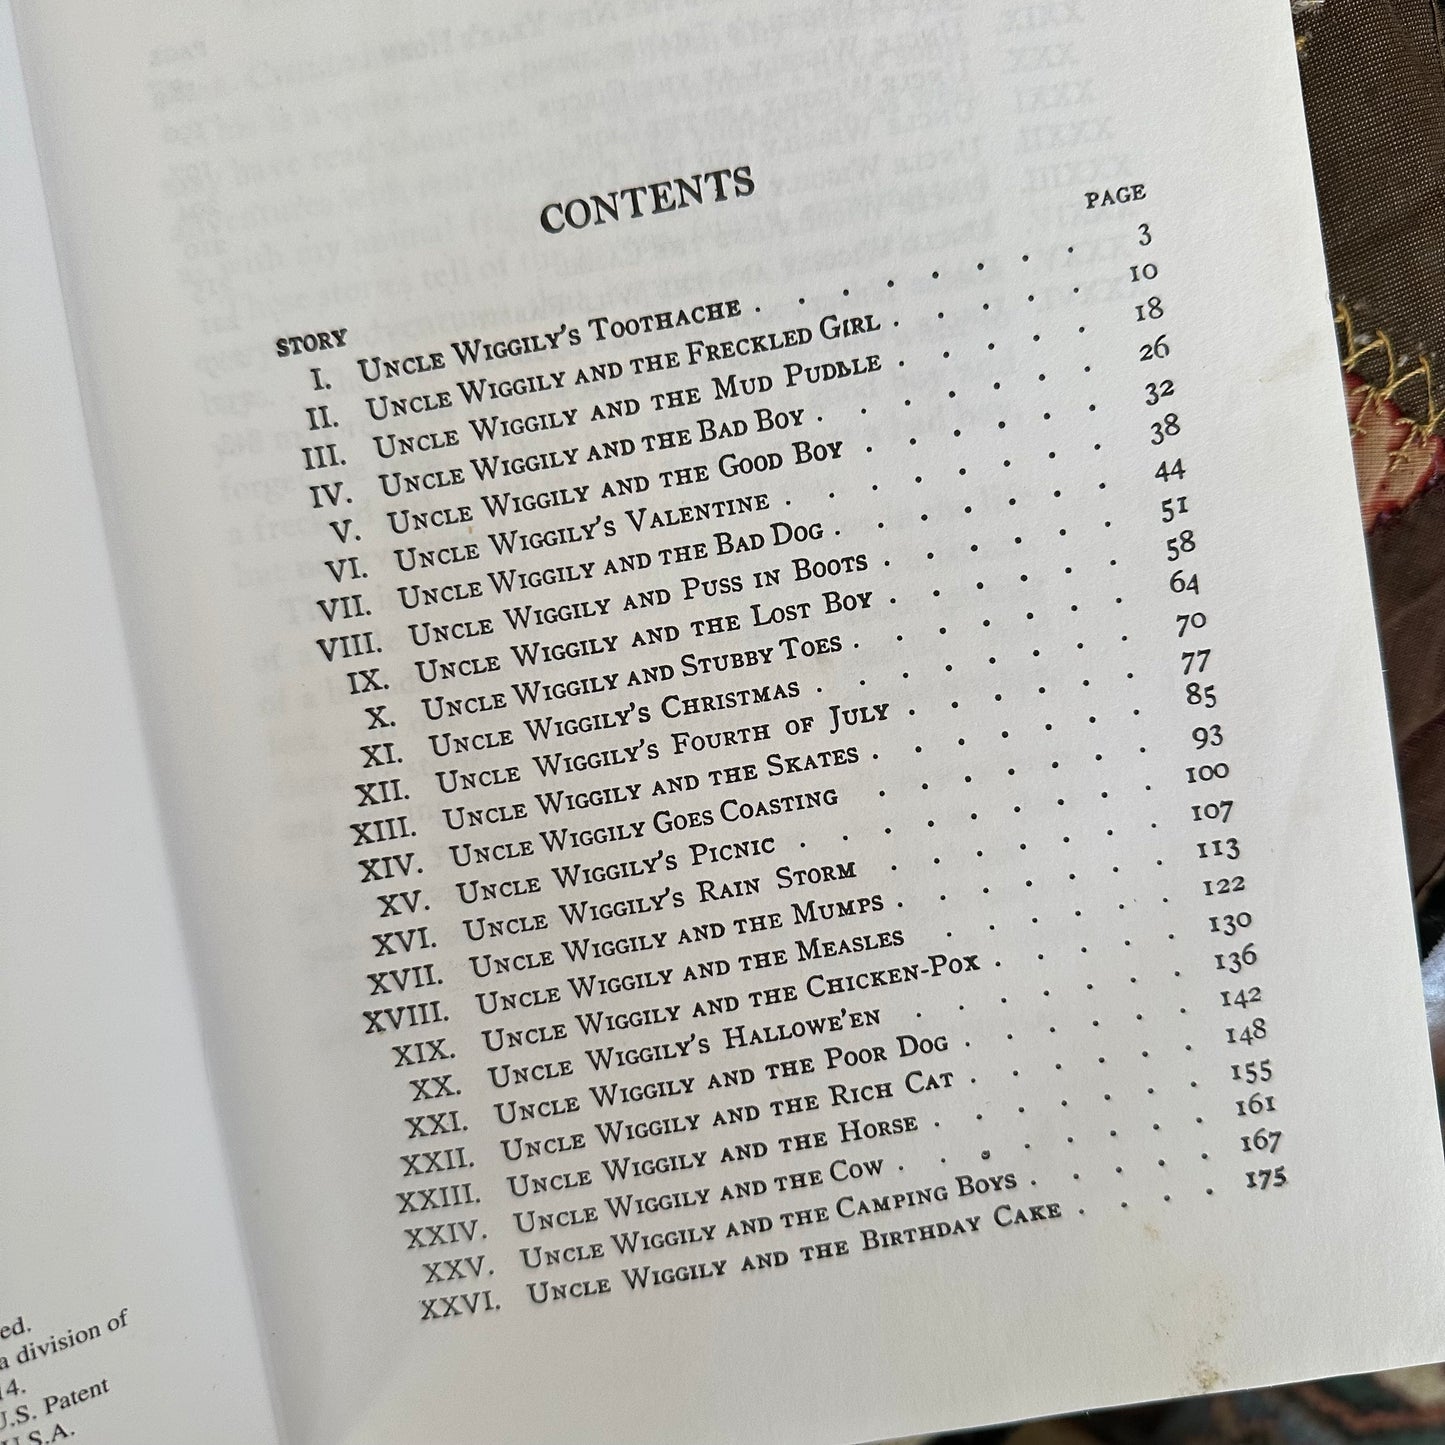 CONTENTS
STORY PAGE
I. UNCLE WIGGILY'S TOOTHACHE . . . . . . . . 3
II. UNCLE WIGGILY AND THE FRECKLED GIRL . . . . . 10
III. UNCLE WIGGILY AND THE MUD PUDDLE . . . . . 18
IV. UNCLE WIGGILY AND THE BAD BOY . . . . . . . 26
V. UNCLE WIGGILY AND THE GOOD BOY . . . . . . 32
VI. UNCLE WIGGILY'S VALENTINE . . . . . . . . 38
VII. UNCLE WIGGILY AND THE BAD DOG . . . . . . . 44
VIII. UNCLE WIGGILY AND PUSS IN BOOTS . . . . . . 51
IX. UNCLE WIGGILY AND THE LOST BOY . . . . . . 58
X. UNCLE WIGGILY AND STUBBY TOES . . . . . . . 64
XI. UNCLE WIGGILY'S CHRISTMAS . . . . . . . . 70
XII. UNCLE WIGGILY'S FOURTH OF JULY . . . . . . 77
XIII. UNCLE WIGGILY AND THE SKATES . . . . . . . 85
XIV. UNCLE WIGGILY GOES COASTING . . . . . . . 93
XV. UNCLE WIGGILY'S PICNIC . . . . . . . . . 100
XVI. UNCLE WIGGILY'S RAIN STORM . . . . . . . 107
XVII. UNCLE WIGGILY AND THE MUMPS . . . . . . . 113
XVIII. UNCLE WIGGILY AND THE MEASLES . . . . . . 122
XIX. UNCLE WIGGILY AND THE CHICKEN-POX . . . . . 130
XX. UNCLE WIGGILY'S HALLOWE'EN . . . . . . . 136
XXI. UNCLE WIGGILY AND THE POOR DOG . . . . . . 142
XXII. UNCLE WIGGILY AND THE RICH CAT . . . . . . 148
XXIII. UNCLE WIGGILY AND THE HORSE . . . . . . . 155
XXIV. UNCLE WIGGILY AND THE COW . . . . . . . . 161
XXV. UNCLE WIGGILY AND THE CAMPING BOYS . . . . . 167
XXVI. UNCLE WIGGILY AND THE BIRTHDAY CAKE . . . . 175
ed.
a division of
14.
U.S. Patent
U.S.A.